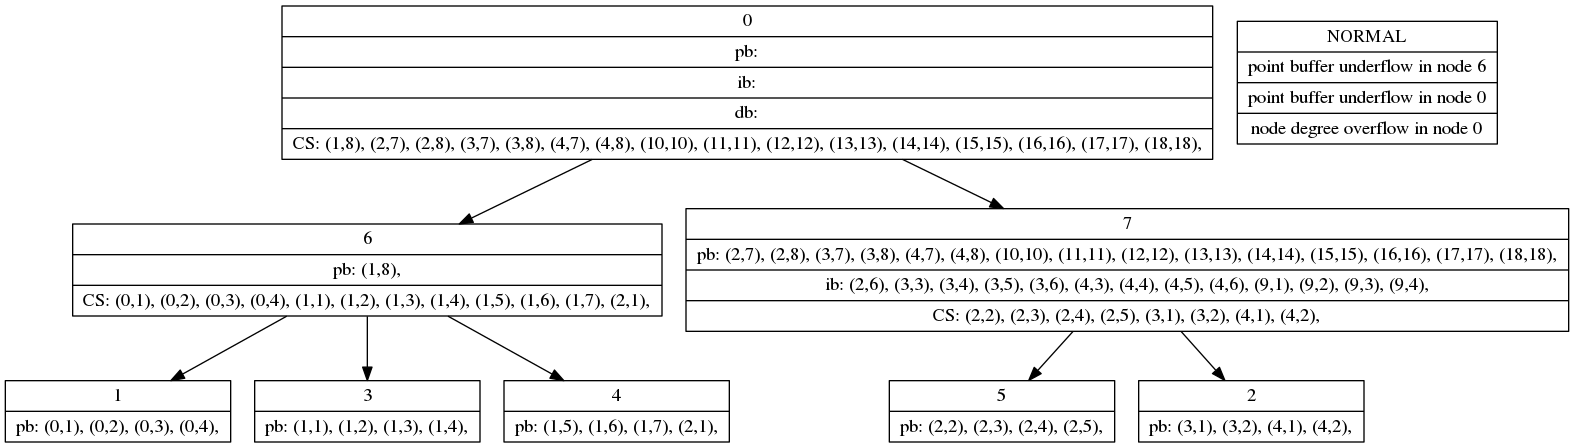 0
pb:
ib:
db:
CS: (1,8), (2,7), (2,8), (3,7), (3,8), (4,7), (4,8), (10,10), (11,11), (12,12), (13,13), (14,14), (15,15), (16,16), (17,17), (18,18),
NORMAL
point buffer underflow in node 6
point buffer underflow in node 0
node degree overflow in node 0
6
pb: (1,8),
CS: (0,1), (0,2), (0,3), (0,4), (1,1), (1,2), (1,3), (1,4), (1,5), (1,6), (1,7), (2,1),
7
pb: (2,7), (2,8), (3,7), (3,8), (4,7), (4,8), (10,10), (11,11), (12,12), (13,13), (14,14), (15,15), (16,16), (17,17), (18,18),
ib: (2,6), (3,3), (3,4), (3,5), (3,6), (4,3), (4,4), (4,5), (4,6), (9,1), (9,2), (9,3), (9,4),
CS: (2,2), (2,3), (2,4), (2,5), (3,1), (3,2), (4,1), (4,2),
1
pb: (0,1), (0,2), (0,3), (0,4),
3
pb: (1,1), (1,2), (1,3), (1,4),
4
pb: (1,5), (1,6), (1,7), (2,1),
5
pb: (2,2), (2,3), (2,4), (2,5),
2
pb: (3,1), (3,2), (4,1), (4,2),